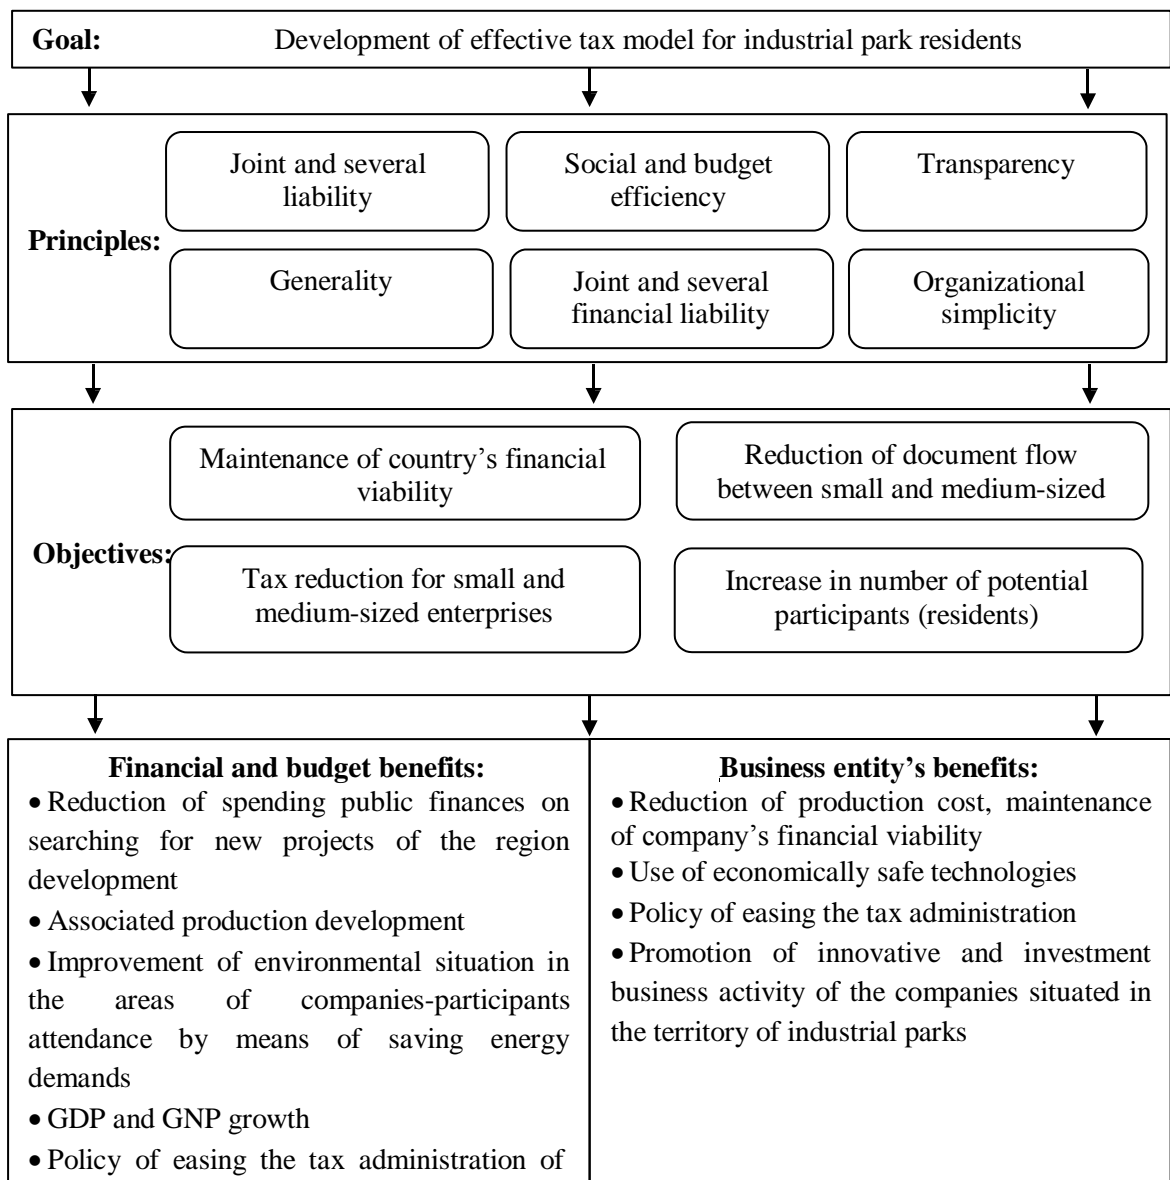 Goal: Development of effective tax model for industrial park residents
Principles:
Joint and several
liability
Social and budget
efficiency
Transparency
Generality
Joint and several
financial liability
Organizational
simplicity
Objectives:
Maintenance of country’s financial
viability
Reduction of document flow
between small and medium-sized
Tax reduction for small and
medium-sized enterprises
Increase in number of potential
participants (residents)
Financial and budget benefits:
• Reduction of spending public finances on
searching for new projects of the region
development
• Associated production development
• Improvement of environmental situation in
the areas of companies-participants
attendance by means of saving energy
demands
• GDP and GNP growth
• Policy of easing the tax administration of
Business entity’s benefits:
• Reduction of production cost, maintenance
of company’s financial viability
• Use of economically safe technologies
• Policy of easing the tax administration
• Promotion of innovative and investment
business activity of the companies situated in
the territory of industrial parks